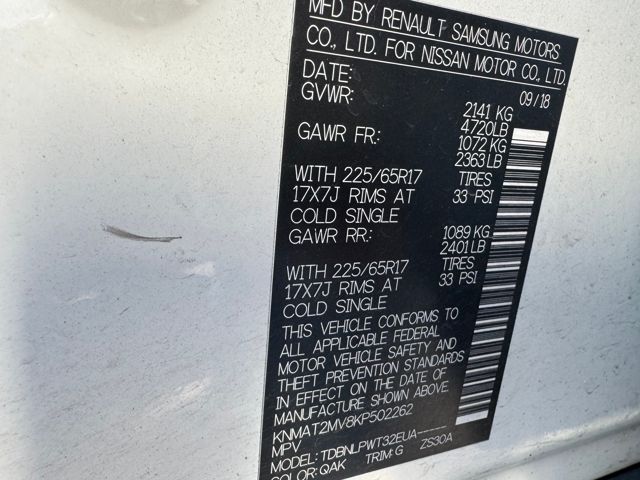 MFD BY RENAULT SAMSUNG MOTORS
CO., LTD. FOR NISSAN MOTOR CO., LTD.
DATE: 09/18
GVWR: 2141 KG
4720LB
GAWR FR: 1072 KG
2363 LB
WITH 225/65R17 TIRES
17X7J RIMS AT 33 PSI
COLD SINGLE
GAWR RR: 1089 KG
2401 LB
WITH 225/65R17 TIRES
17X7J RIMS AT 33 PSI
COLD SINGLE
THIS VEHICLE CONFORMS TO
ALL APPLICABLE FEDERAL
MOTOR VEHICLE SAFETY AND
THEFT PREVENTION STANDARDS
IN EFFECT ON THE DATE OF
MANUFACTURE SHOWN ABOVE.
KNMAT2MV8KP502262
MPV
MODEL: TDBNLPWT32EUA-----
COLOR: QAK TRIM: G ZS30A